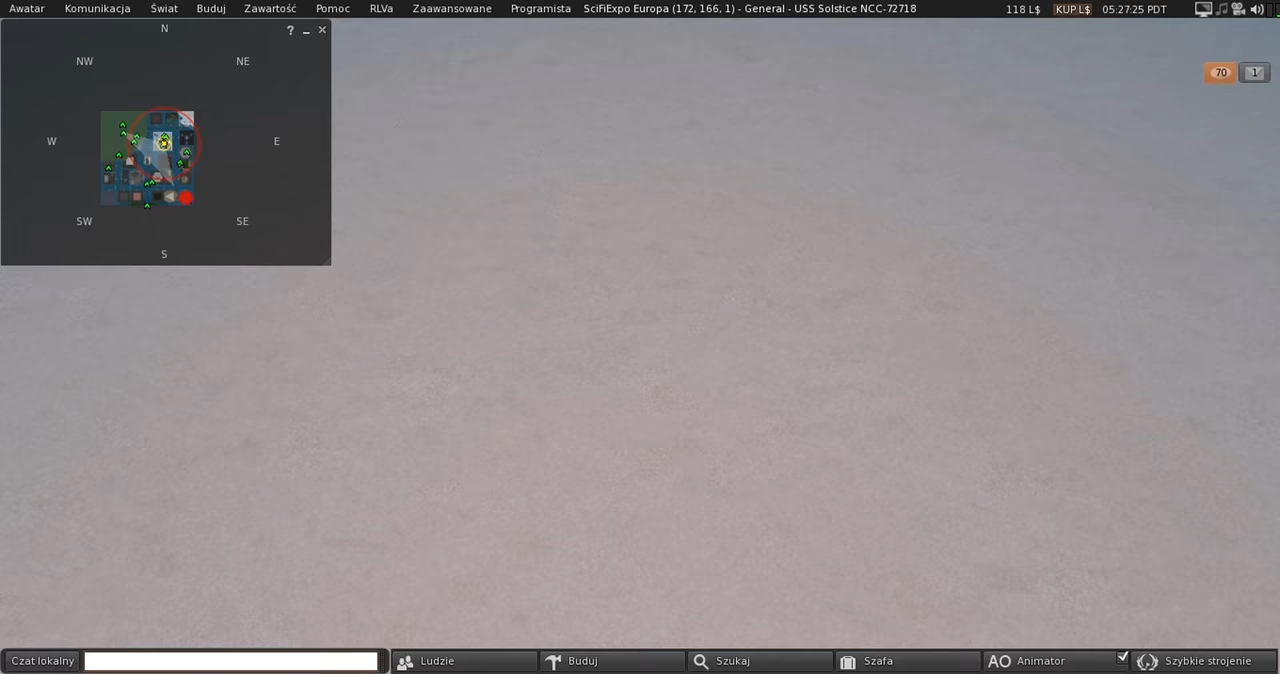 Awatar Komunikacja Świat Buduj Zawartość Pomoc RLVa Zaawansowane Programista SciFiExpo Europa (172, 166, 1) - General - USS Solstice NCC-72718 118 L$ KUP L$ 05:27:25 PDT
N
? _ ×
NW NE
70 1
W E
SW SE
S
Czat lokalny Ludzie Buduj Szukaj Szafa AO Animator Szybkie strojenie